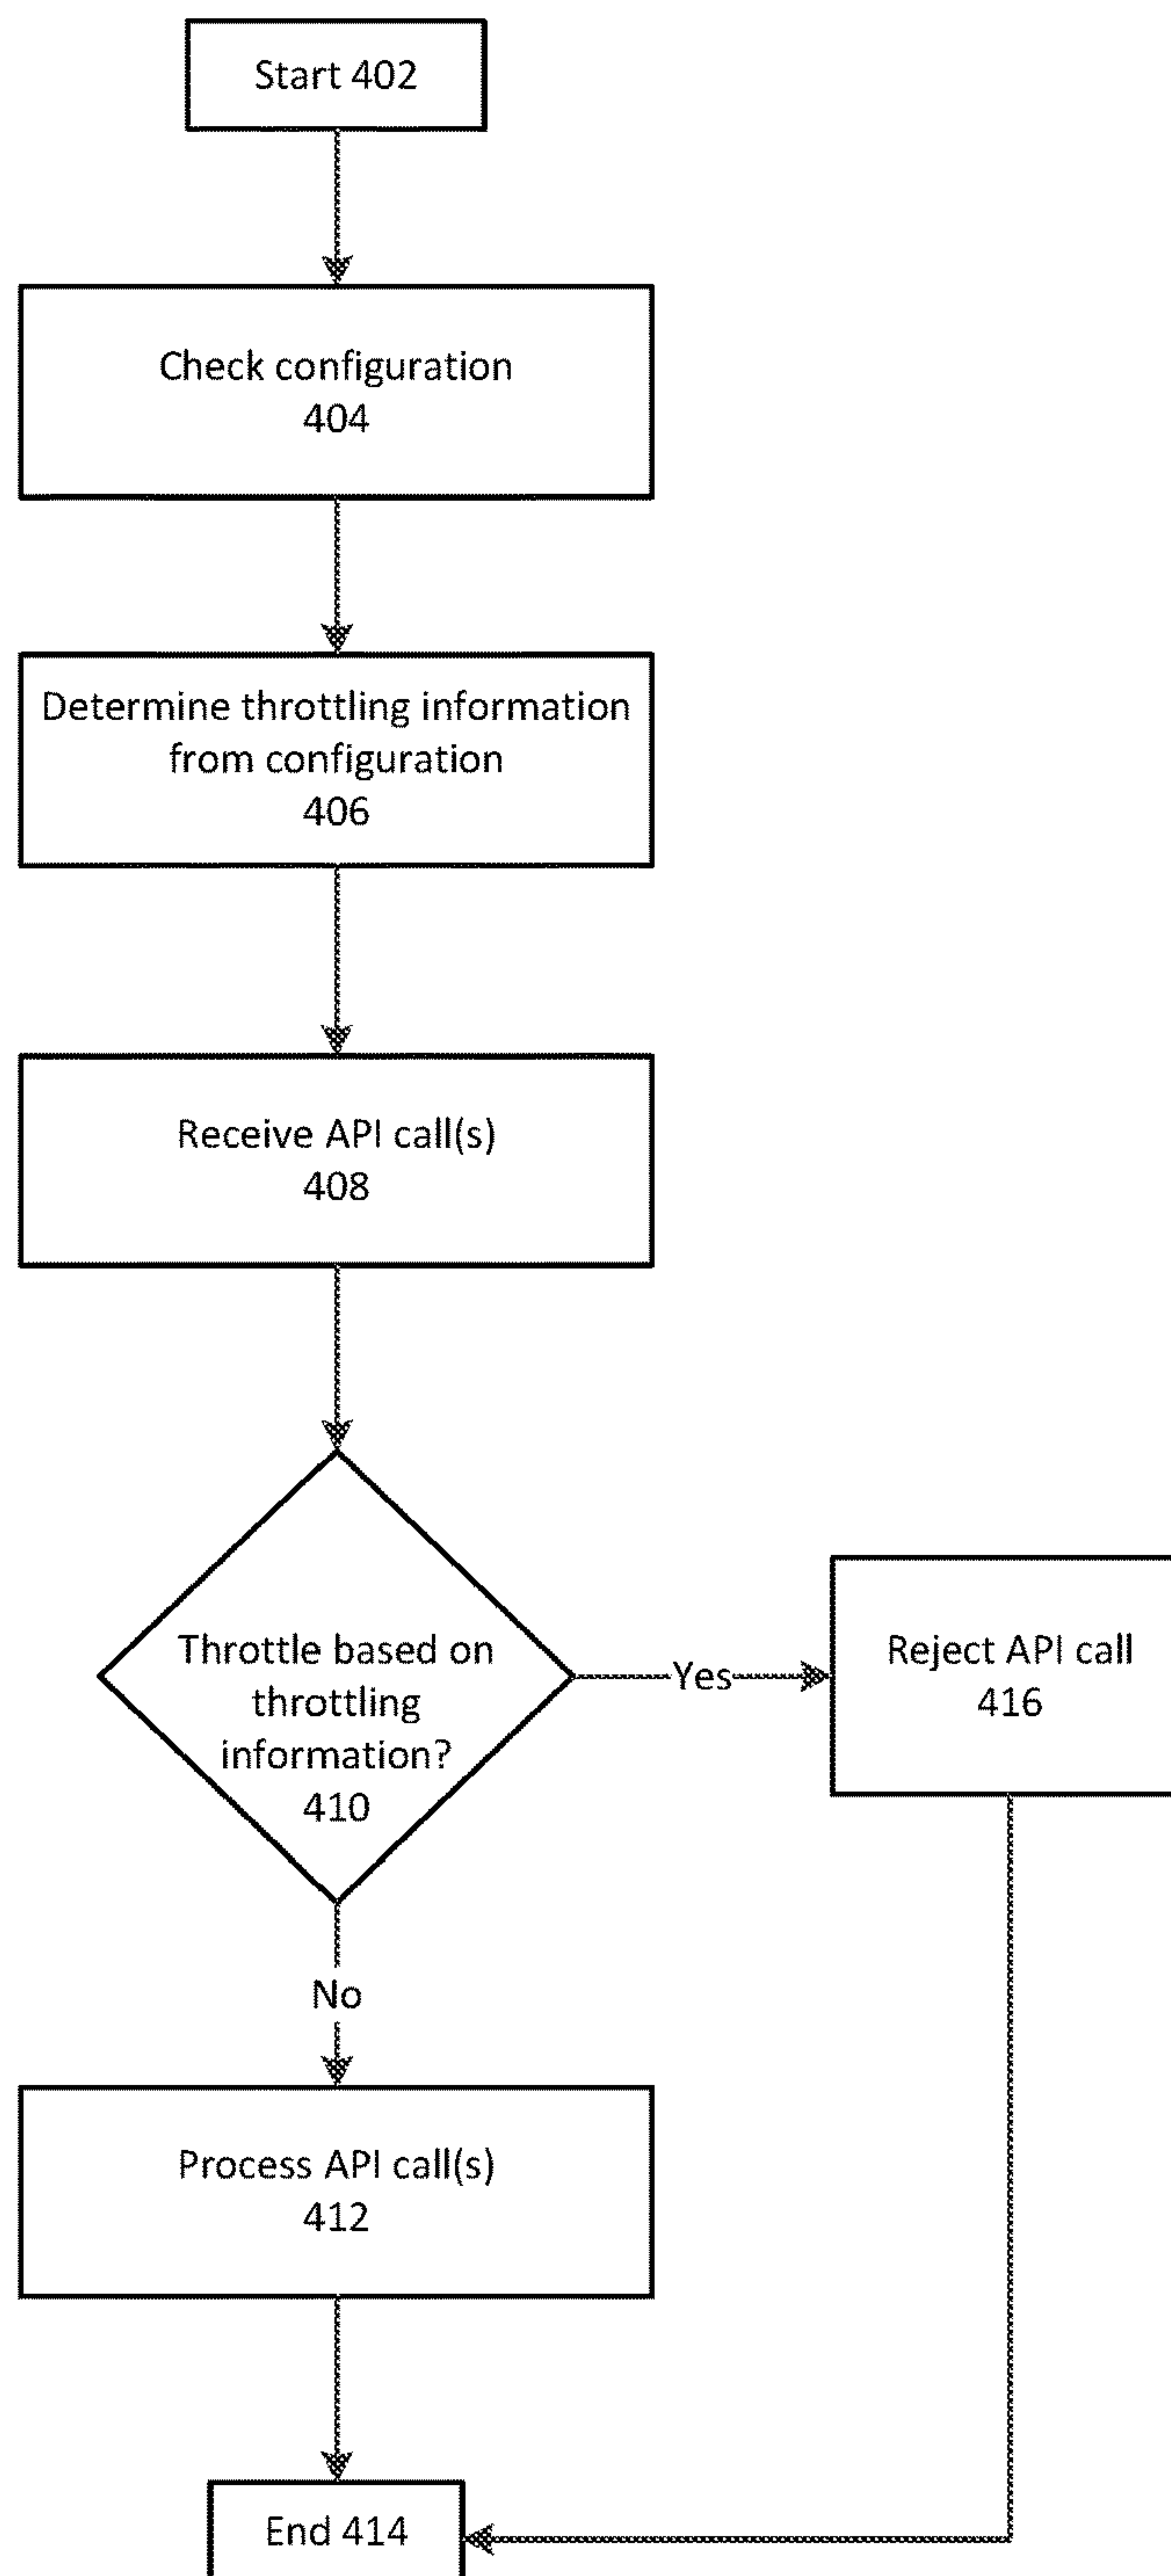 Start 402
Check configuration
404
Determine throttling information
from configuration
406
Receive API call(s)
408
Throttle based on
throttling
information?
410
Yes
Reject API call
416
No
Process API call(s)
412
End 414